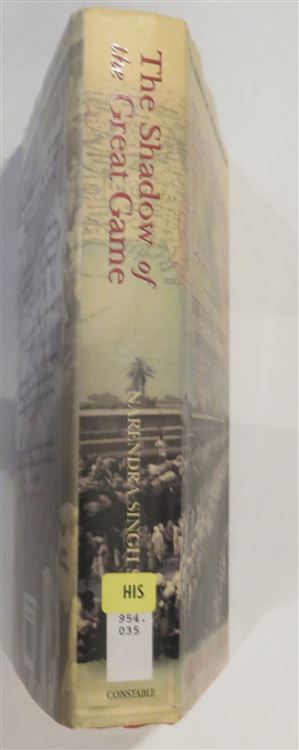 The Shadow of
the Great Game
NARENDRA SINGH S
HIS
954.
035
CONSTABLE